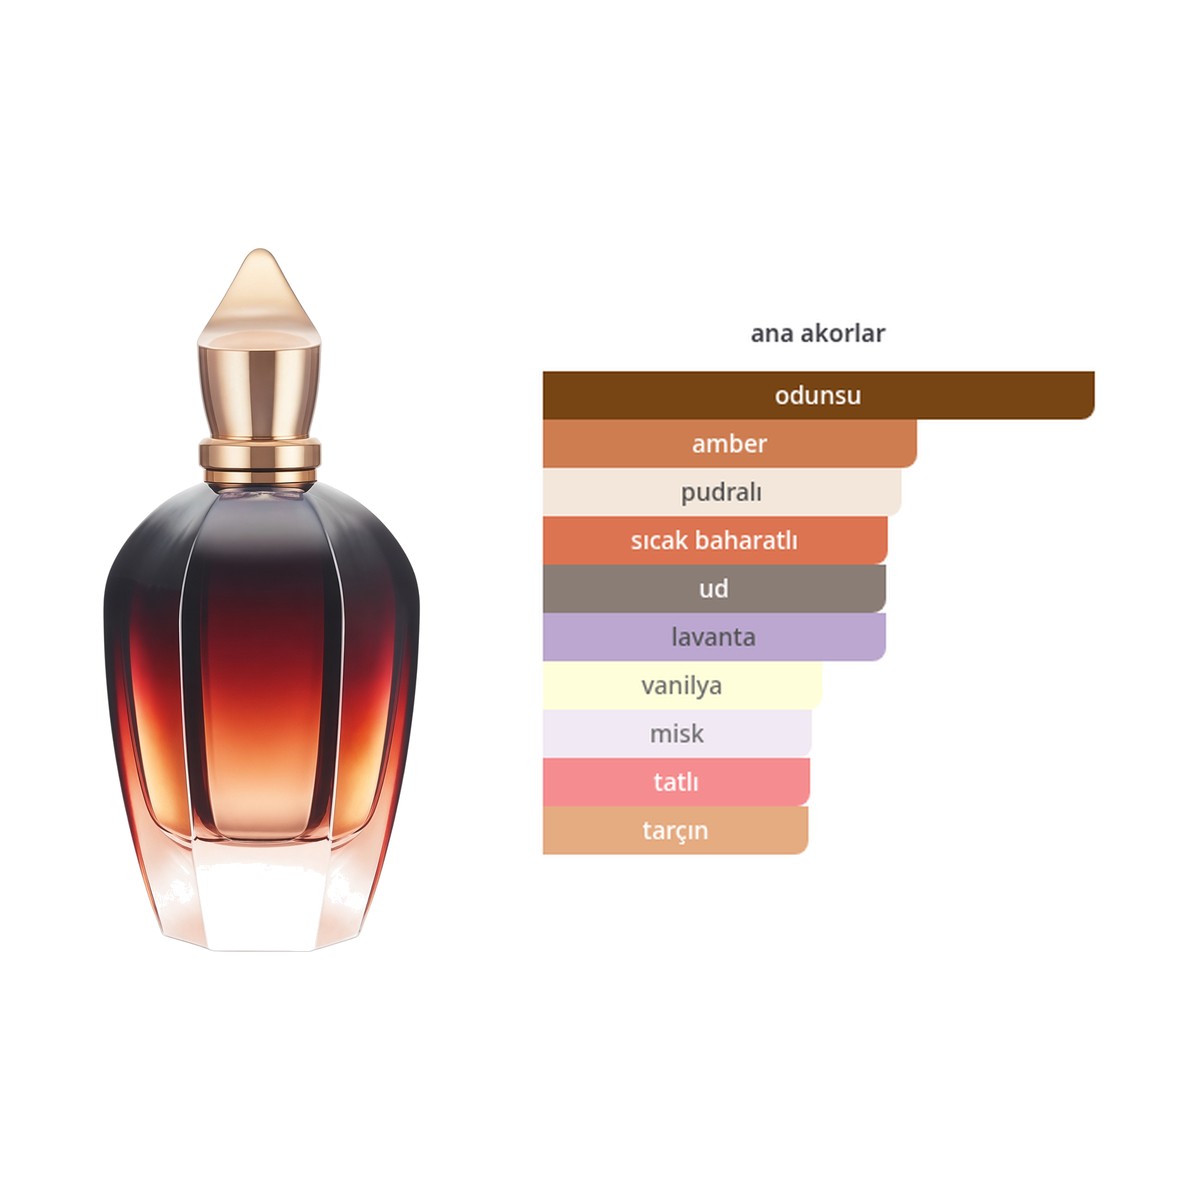 ana akorlar
odunsu
amber
pudralı
sıcak baharatlı
ud
lavanta
vanilya
misk
tatlı
tarçın